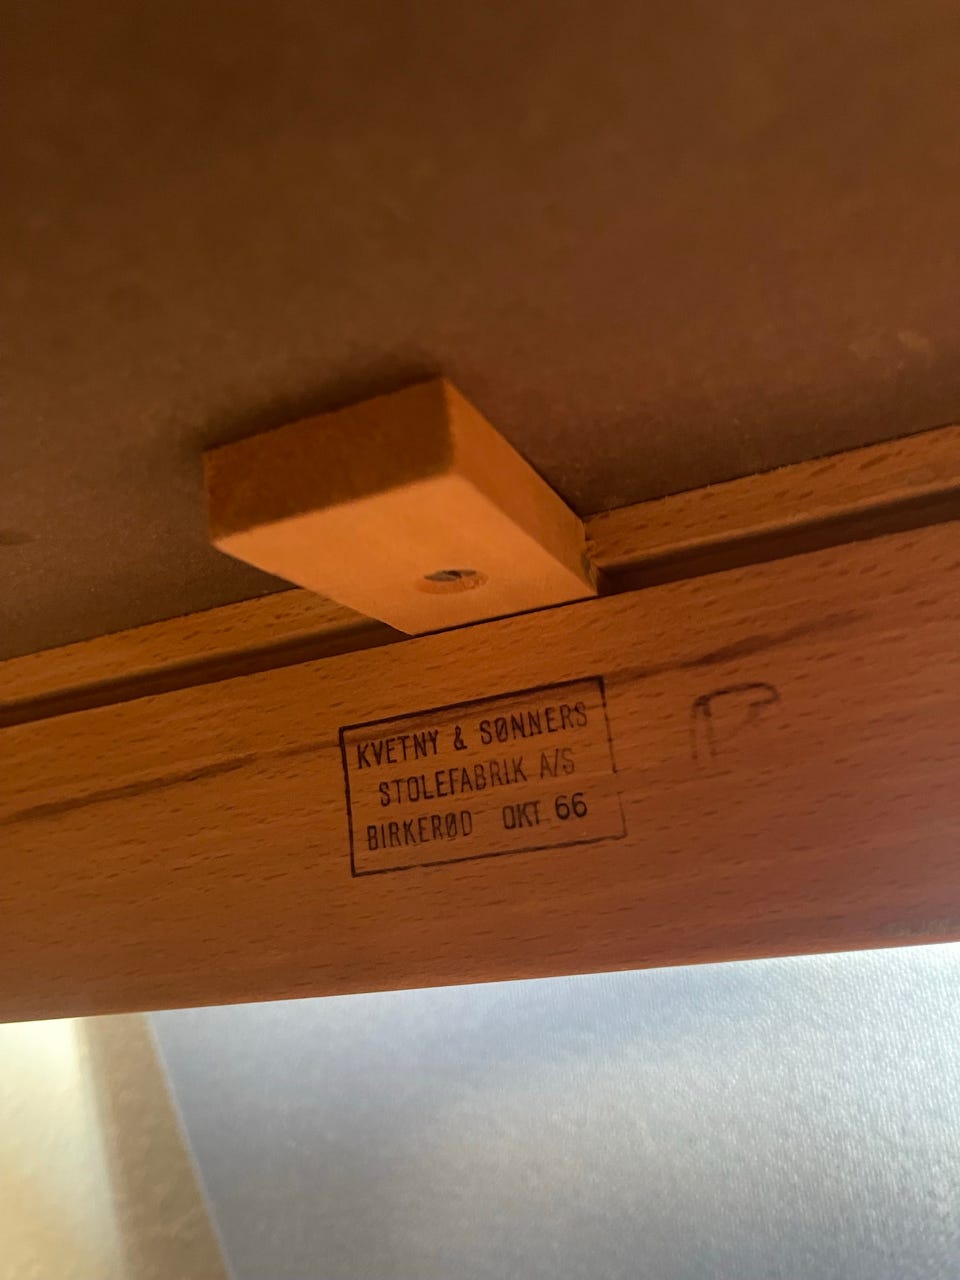 KVETNY & SØNNERS
STOLEFABRIK A/S
BIRKERØD OKT 66